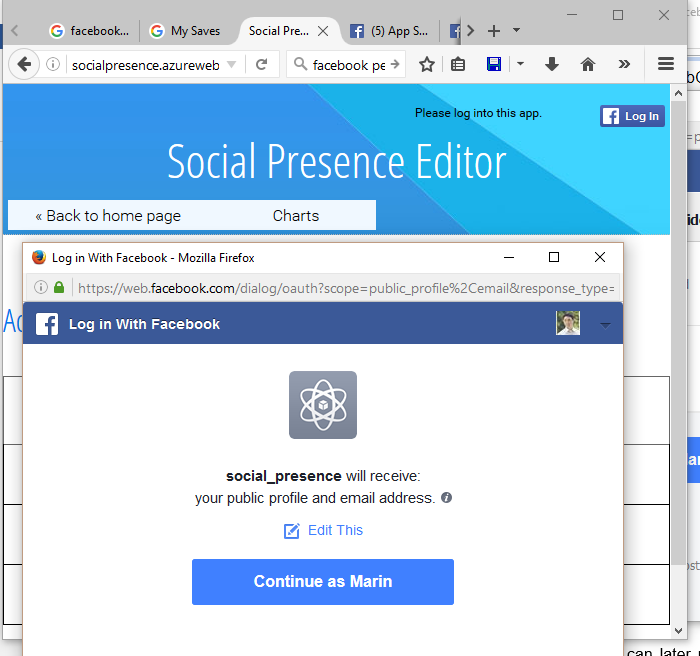 facebook...
My Saves
Social Pre...
(5) App S...
socialpresence.azureweb
facebook pe
Please log into this app.
Log In
Social Presence Editor
« Back to home page
Charts
Log in With Facebook - Mozilla Firefox
https://web.facebook.com/dialog/oauth?scope=public_profile%2Cemail&response_type=
Log in With Facebook
social_presence will receive:
your public profile and email address.
Edit This
Continue as Marin
can later